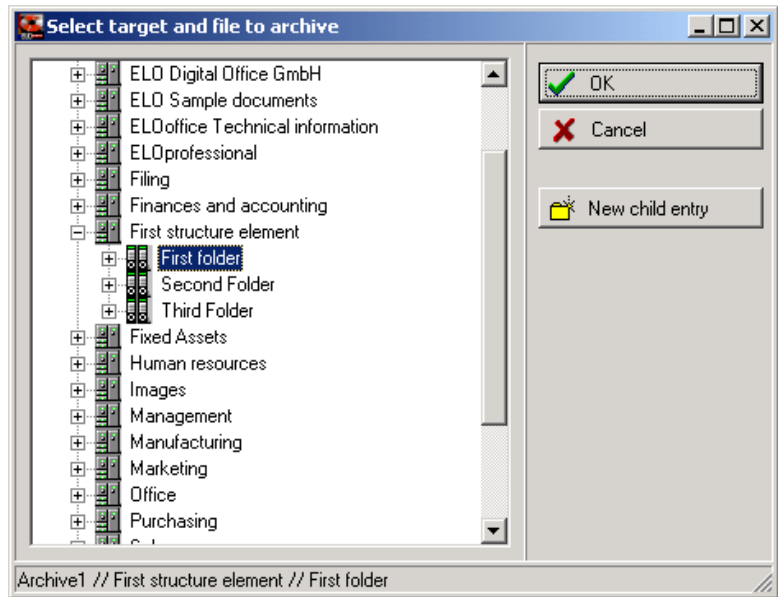 Select target and file to archive
ELO Digital Office GmbH
ELO Sample documents
ELOoffice Technical information
ELOprofessional
Filing
Finances and accounting
First structure element
First folder
Second Folder
Third Folder
Fixed Assets
Human resources
Images
Management
Manufacturing
Marketing
Office
Purchasing
OK
Cancel
New child entry
Archive1 // First structure element // First folder